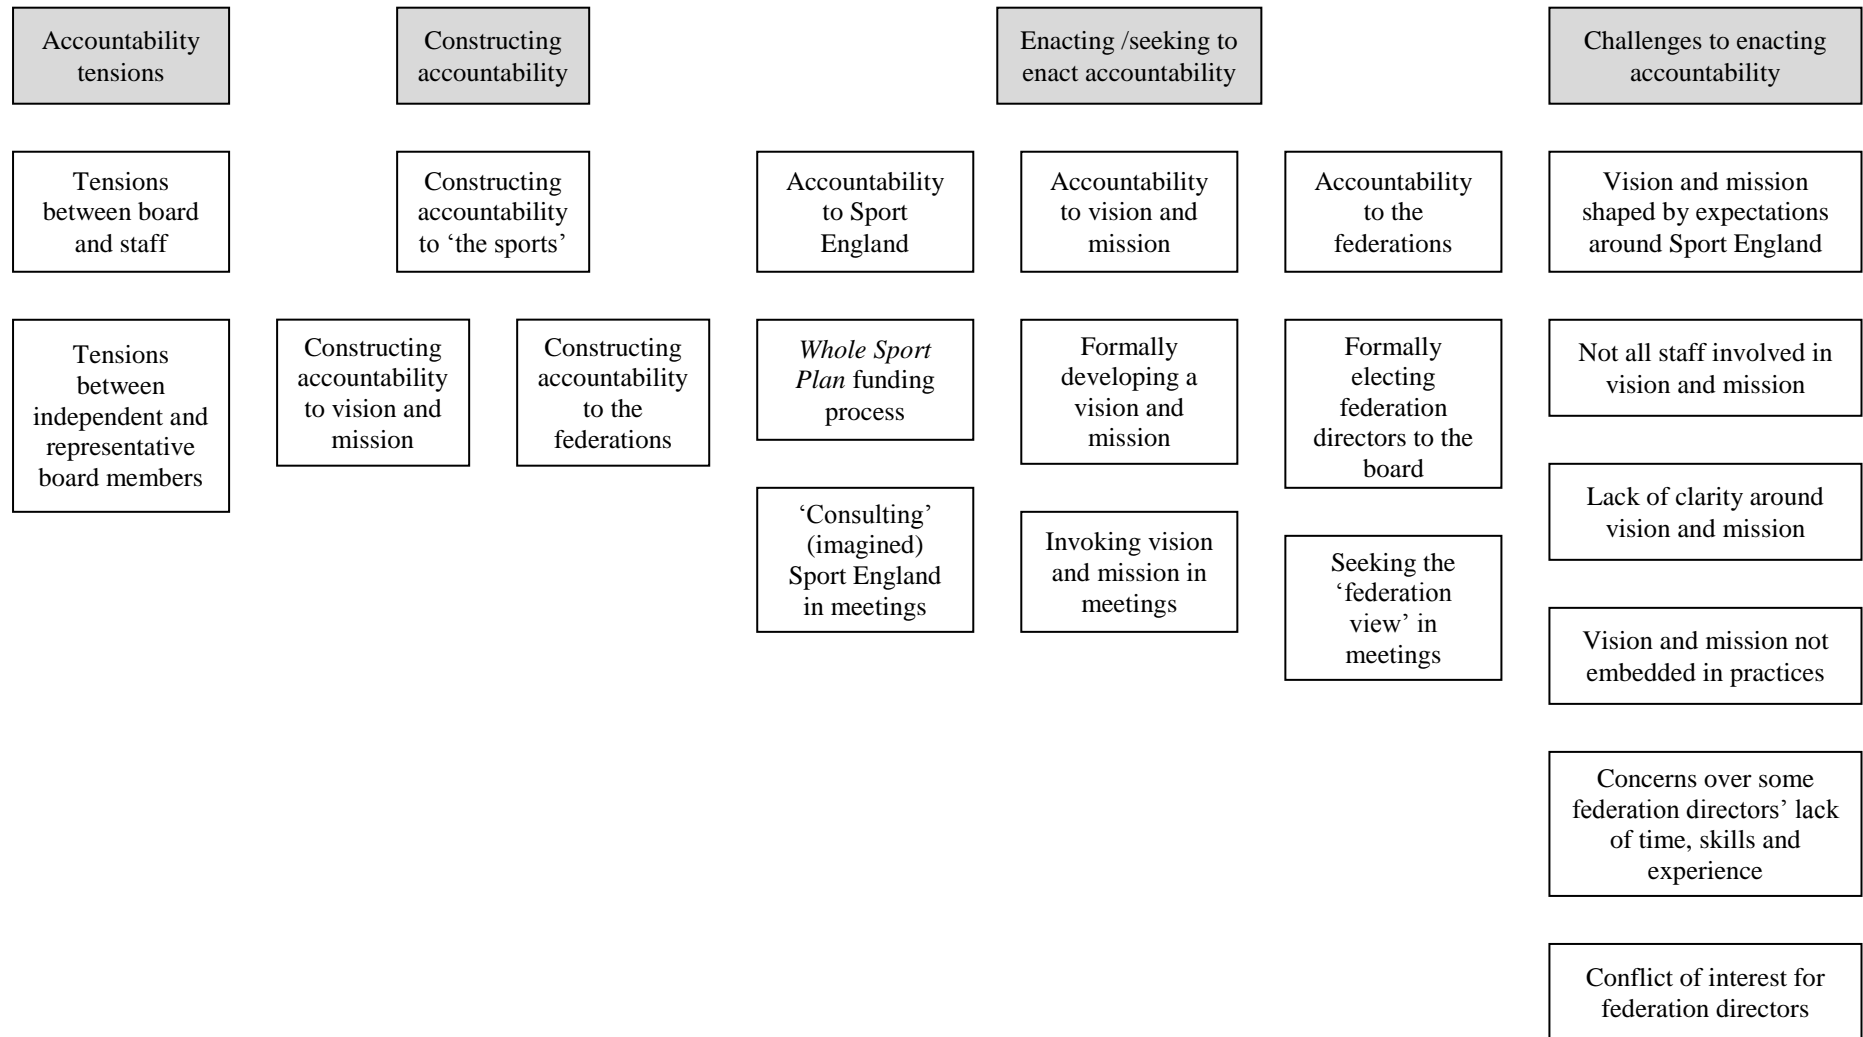 Accountability
tensions
Constructing
accountability
Enacting /seeking to
enact accountability
Challenges to enacting
accountability
Tensions
between board
and staff
Constructing
accountability
to ‘the sports’
Accountability
to Sport
England
Accountability
to vision and
mission
Accountability
to the
federations
Vision and mission
shaped by expectations
around Sport England
Tensions
between
independent and
representative
board members
Constructing
accountability
to vision and
mission
Constructing
accountability
to the
federations
Whole Sport
Plan funding
process
Formally
developing a
vision and
mission
Formally
electing
federation
directors to the
board
Not all staff involved in
vision and mission
Lack of clarity around
vision and mission
‘Consulting’
(imagined)
Sport England
in meetings
Invoking vision
and mission in
meetings
Seeking the
‘federation
view’ in
meetings
Vision and mission not
embedded in practices
Concerns over some
federation directors’ lack
of time, skills and
experience
Conflict of interest for
federation directors